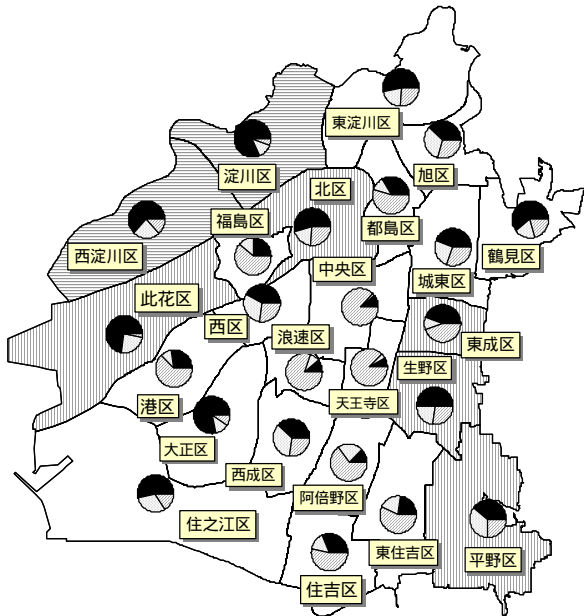 東淀川区
旭区
淀川区
北区
福島区
都島区
西淀川区
鶴見区
中央区
城東区
此花区
西区
浪速区
東成区
生野区
港区
天王寺区
大正区
西成区
阿倍野区
住之江区
東住吉区
平野区
住吉区